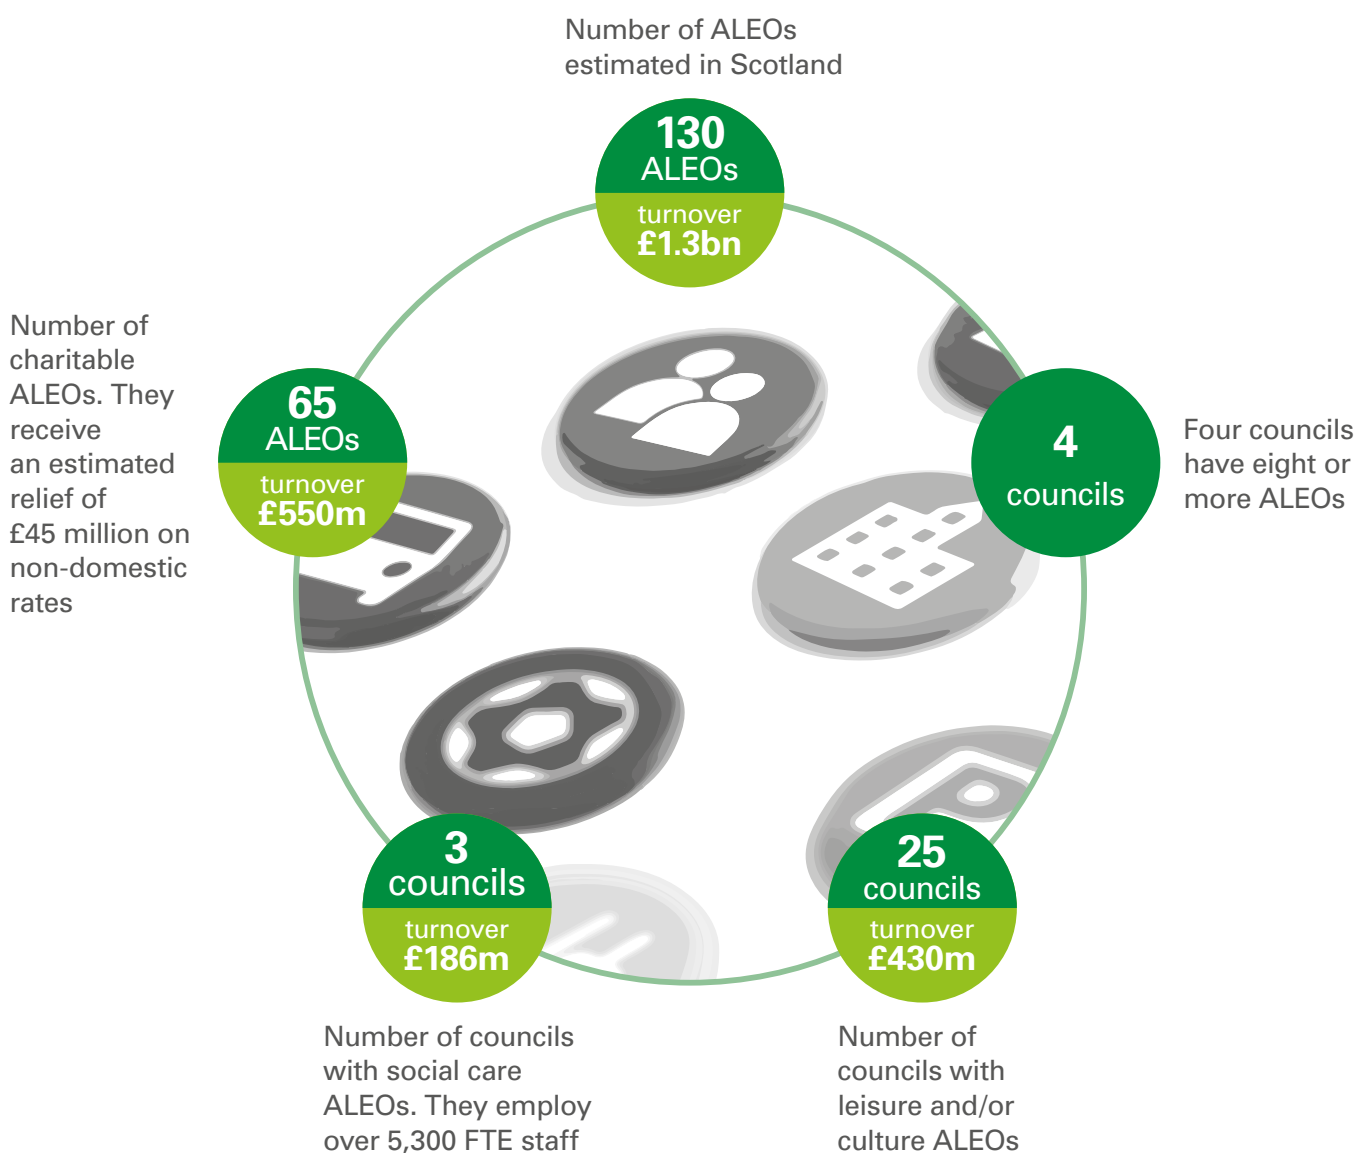 Number of ALEOs
estimated in Scotland
130
ALEOs
turnover
£1.3bn
Number of
charitable
ALEOs. They
receive
an estimated
relief of
£45 million on
non-domestic
rates
65
ALEOs
turnover
£550m
4
councils
Four councils
have eight or
more ALEOs
3
councils
turnover
£186m
Number of councils
with social care
ALEOs. They employ
over 5,300 FTE staff
25
councils
turnover
£430m
Number of
councils with
leisure and/or
culture ALEOs